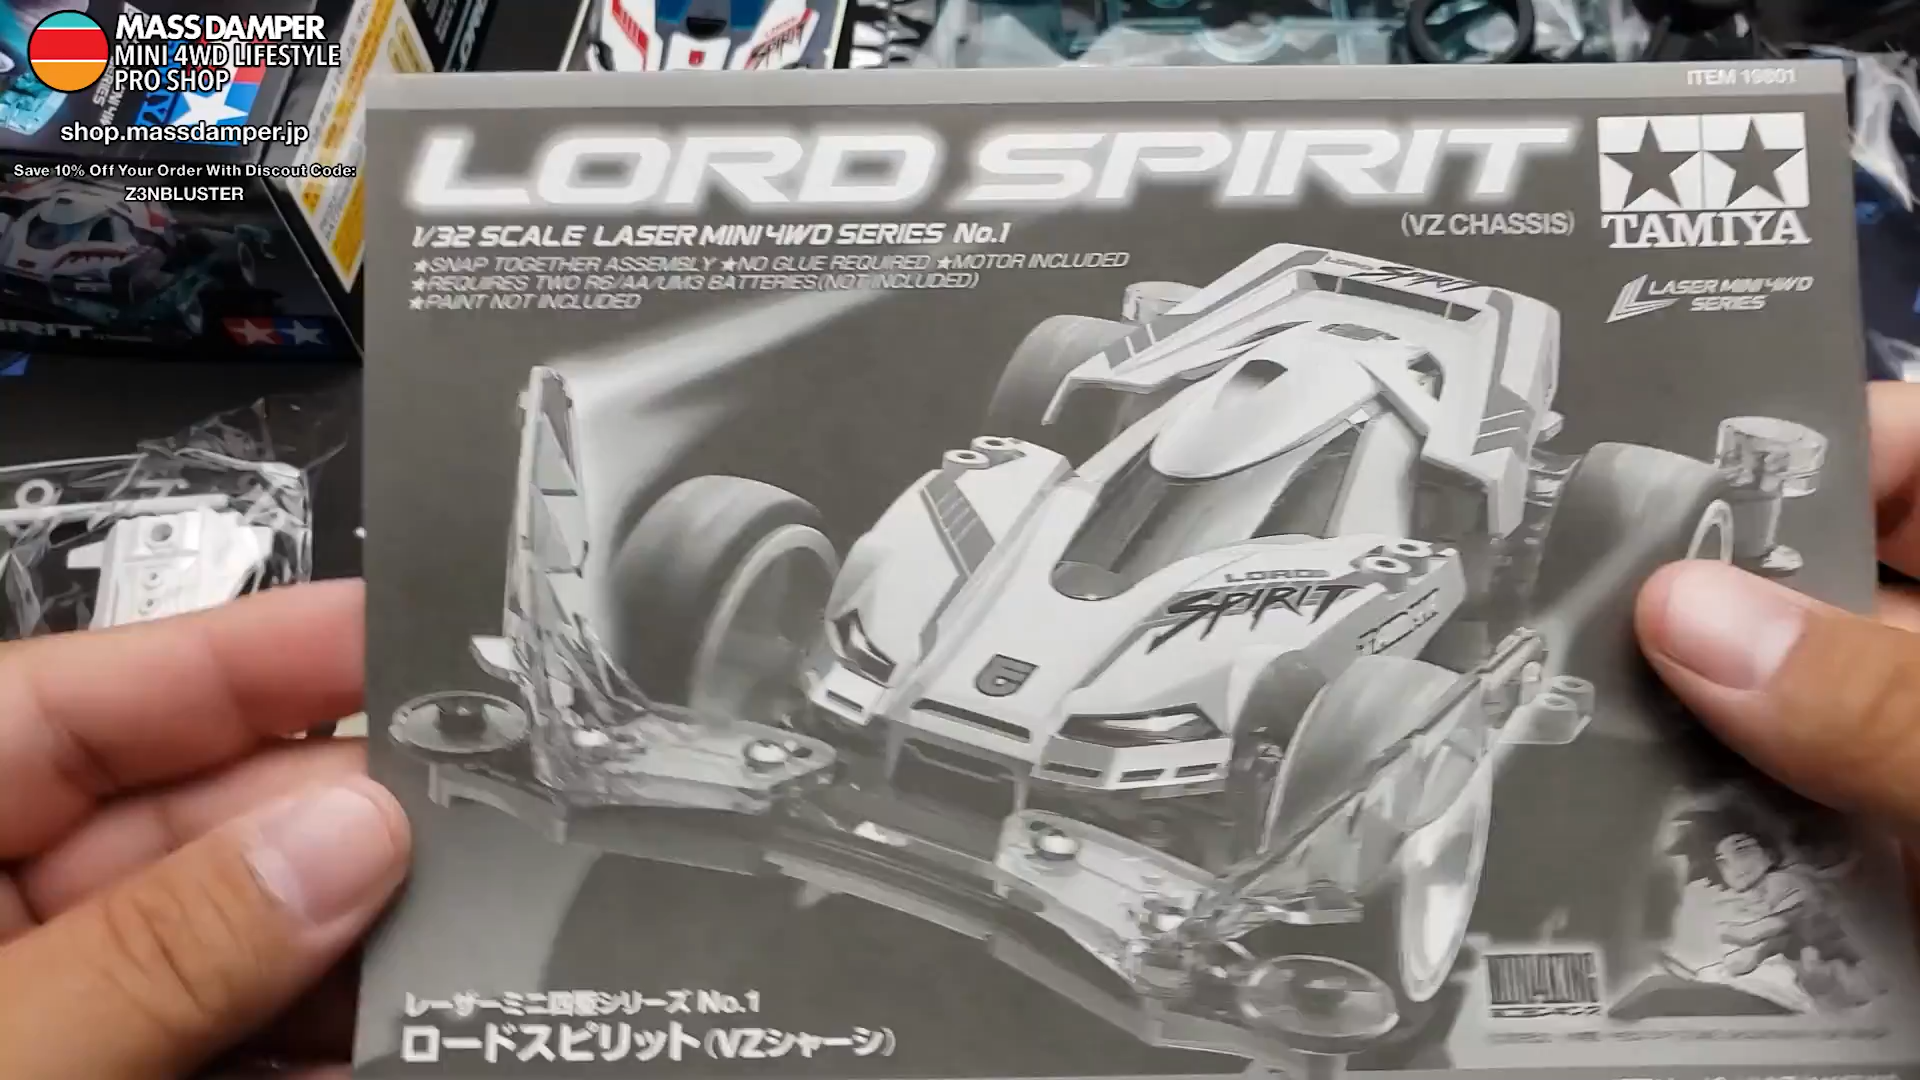 MASS DAMPER
MINI 4WD LIFESTYLE
PRO SHOP
shop.massdamper.jp
Save 10% Off Your Order With Discout Code:
Z3NBLUSTER
ITEM 19601
LORD SPIRIT
(VZ CHASSIS)
TAMIYA
1/32 SCALE LASER MINI 4WD SERIES No.1
★SNAP TOGETHER ASSEMBLY ★NO GLUE REQUIRED ★MOTOR INCLUDED
★REQUIRES TWO R6/AA/UM3 BATTERIES (NOT INCLUDED)
★PAINT NOT INCLUDED
LASER MINI 4WD
SERIES
SPIRIT
LORD
SPIRIT
レーザーミニ四駆シリーズ No.1
ロードスピリット(VZシャーシ)